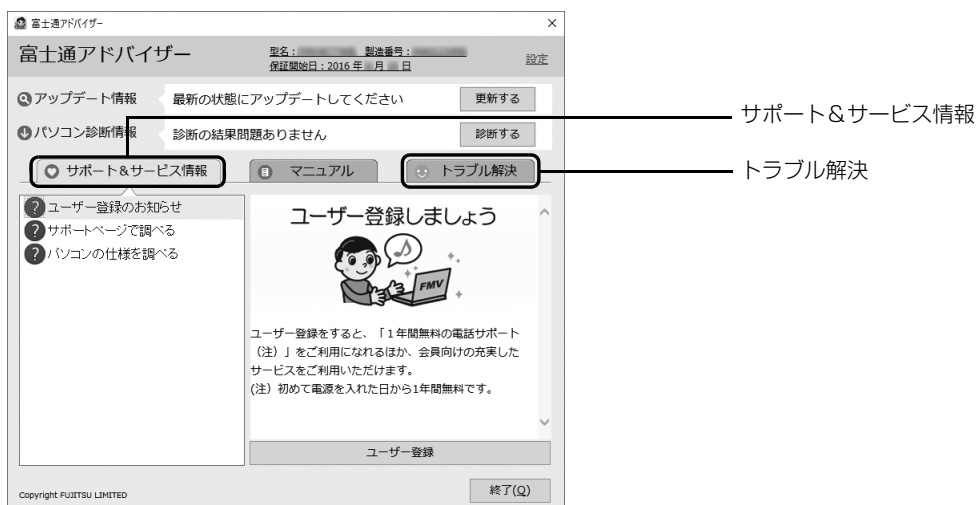 富士通アドバイザー
富士通アドバイザー
型名： 製造番号：
保証開始日：2016 年 月 日
設定
アップデート情報
最新の状態にアップデートしてください
更新する
パソコン診断情報
診断の結果問題ありません
診断する
サポート＆サービス情報
マニュアル
トラブル解決
サポート＆サービス情報
トラブル解決
ユーザー登録のお知らせ
サポートページで調べる
パソコンの仕様を調べる
ユーザー登録しましょう
FMV
ユーザー登録をすると、「１年間無料の電話サポート
（注）」をご利用になれるほか、会員向けの充実した
サービスをご利用いただけます。
(注）初めて電源を入れた日から1年間無料です。
ユーザー登録
Copyright FUJITSU LIMITED
終了(Q)